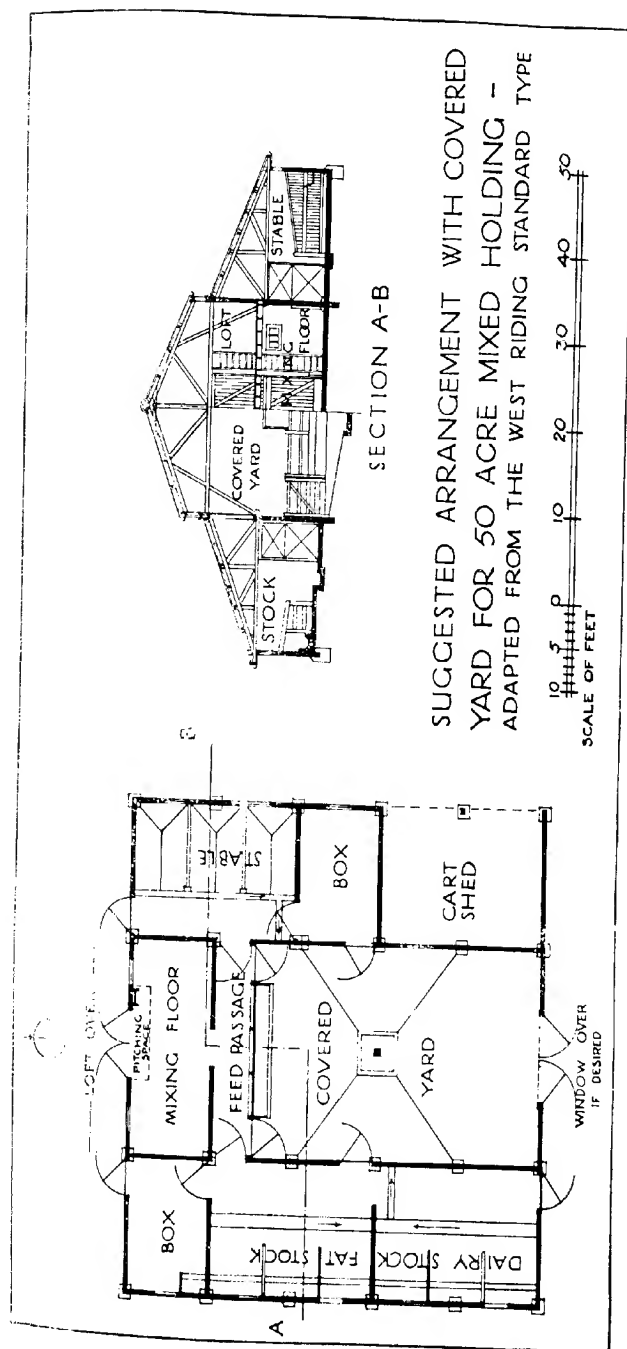 STOCK
COVERED
YARD
LOFT
MIXING
FLOOR
STABLE
SECTION A-B
SUGGESTED ARRANGEMENT WITH COVERED
YARD FOR 50 ACRE MIXED HOLDING -
ADAPTED FROM THE WEST RIDING STANDARD TYPE
10 5 0 10 20 30 40 50
SCALE OF FEET
LOFT OVER
PITCHING
SPACE
BOX
MIXING FLOOR
STABLE
FEED PASSAGE
BOX
FAT STOCK
COVERED
YARD
DAIRY STOCK
CART
SHED
WINDOW OVER
IF DESIRED
A
B